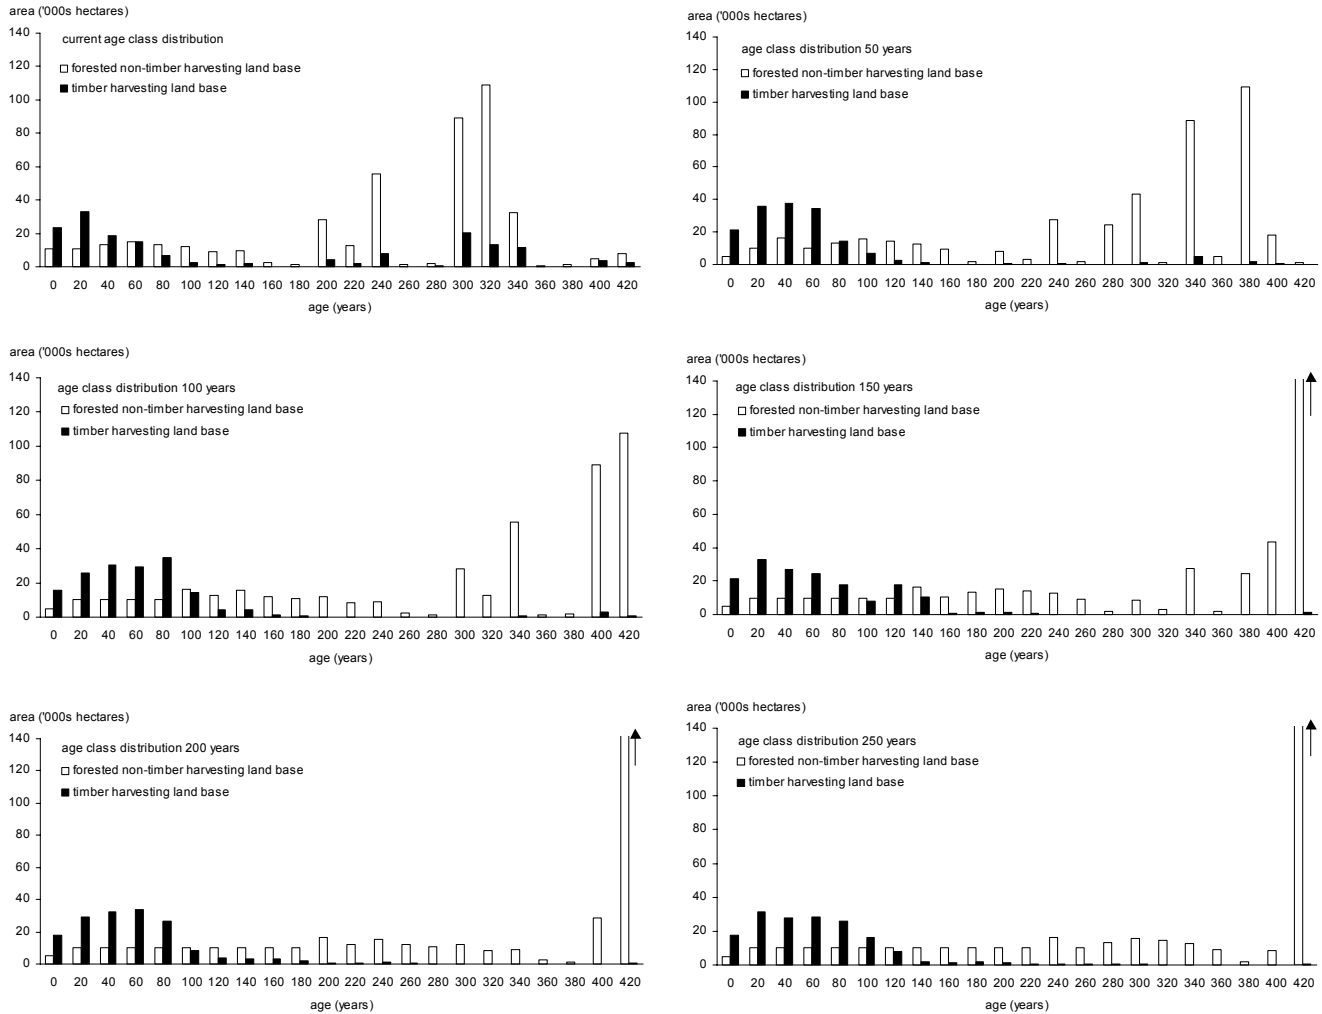 area ('000s hectares)
current age class distribution
forested non-timber harvesting land base
timber harvesting land base
140
120
100
80
60
40
20
0
0 20 40 60 80 100 120 140 160 180 200 220 240 260 280 300 320 340 360 380 400 420
age (years)
area ('000s hectares)
age class distribution 50 years
forested non-timber harvesting land base
timber harvesting land base
140
120
100
80
60
40
20
0
0 20 40 60 80 100 120 140 160 180 200 220 240 260 280 300 320 340 360 380 400 420
age (years)
area ('000s hectares)
age class distribution 100 years
forested non-timber harvesting land base
timber harvesting land base
140
120
100
80
60
40
20
0
0 20 40 60 80 100 120 140 160 180 200 220 240 260 280 300 320 340 360 380 400 420
age (years)
area ('000s hectares)
age class distribution 150 years
forested non-timber harvesting land base
timber harvesting land base
140
120
100
80
60
40
20
0
0 20 40 60 80 100 120 140 160 180 200 220 240 260 280 300 320 340 360 380 400 420
age (years)
area ('000s hectares)
age class distribution 200 years
forested non-timber harvesting land base
timber harvesting land base
140
120
100
80
60
40
20
0
0 20 40 60 80 100 120 140 160 180 200 220 240 260 280 300 320 340 360 380 400 420
age (years)
area ('000s hectares)
age class distribution 250 years
forested non-timber harvesting land base
timber harvesting land base
140
120
100
80
60
40
20
0
0 20 40 60 80 100 120 140 160 180 200 220 240 260 280 300 320 340 360 380 400 420
age (years)